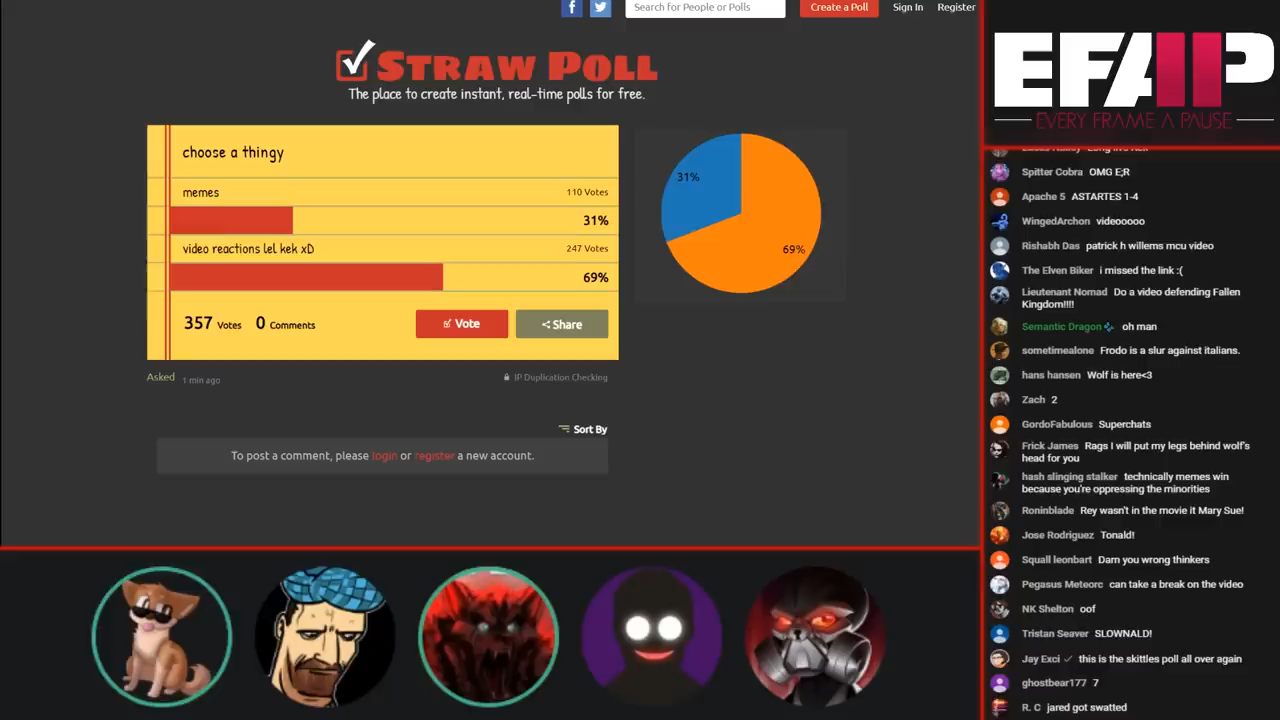 Search for People or Polls
Create a Poll
Sign In
Register
STRAW POLL
The place to create instant, real-time polls for free.
choose a thingy
memes
110 Votes
31%
video reactions lel kek xD
247 Votes
69%
357 Votes
0 Comments
Vote
Share
Asked 1 min ago
IP Duplication Checking
31%
69%
Sort By
To post a comment, please login or register a new account.
EFAP
EVERY FRAME A PAUSE
Spitter Cobra OMG E;R
Apache 5 ASTARTES 1-4
WingedArchon videooooo
Rishabh Das patrick h willems mcu video
The Elven Biker i missed the link :(
Lieutenant Nomad Do a video defending Fallen
Kingdom!!!!
Semantic Dragon oh man
sometimealone Frodo is a slur against italians.
hans hansen Wolf is here<3
Zach 2
GordoFabulous Superchats
Frick James Rags I will put my legs behind wolf's
head for you
hash slinging stalker technically memes win
because you're oppressing the minorities
Roninblade Rey wasn't in the movie it Mary Sue!
Jose Rodriguez Tonald!
Squall leonbart Darn you wrong thinkers
Pegasus Meteorc can take a break on the video
NK Shelton oof
Tristan Seaver SLOWNALD!
Jay Exci this is the skittles poll all over again
ghostbear177 7
R. C jared got swatted